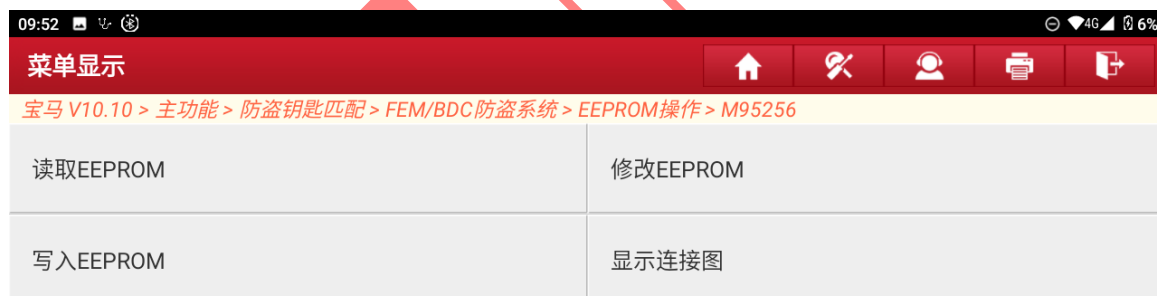 09:52 4G 6%
菜单显示
宝马 V10.10 > 主功能 > 防盗钥匙匹配 > FEM/BDC防盗系统 > EEPROM操作 > M95256
读取EEPROM 修改EEPROM
写入EEPROM 显示连接图